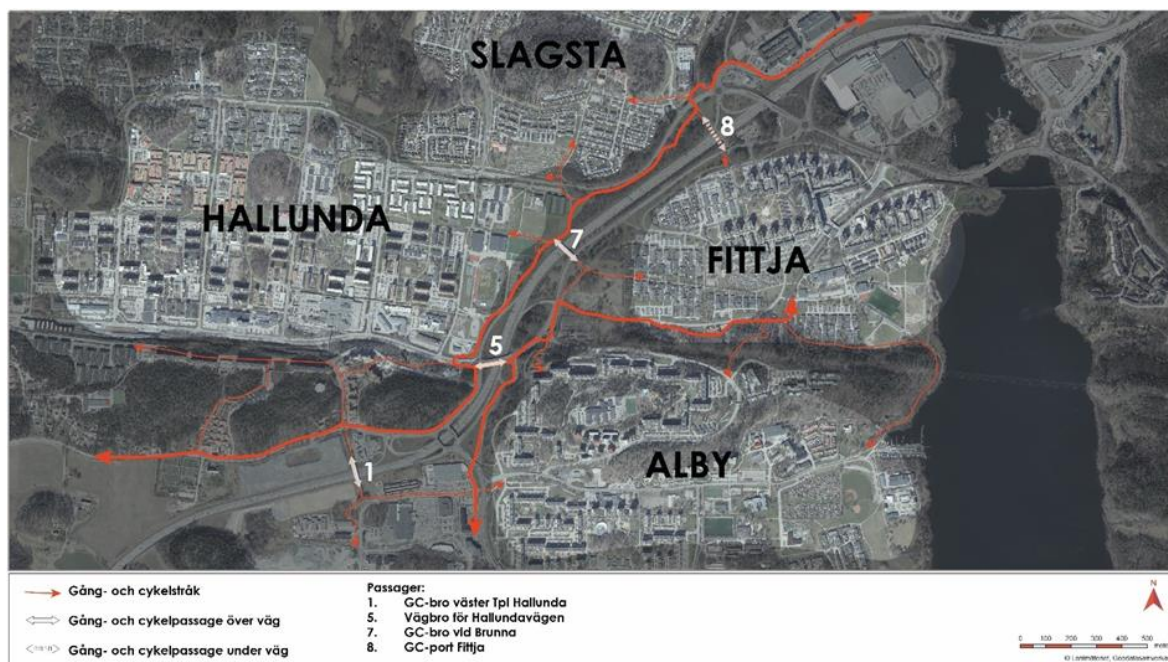 SLAGSTA
8
HALLUNDA
7
FITTJA
5
ALBY
1
Gång- och cykelstråk
Gång- och cykelpassage över väg
Gång- och cykelpassage under väg
Passager:
1. GC-bro väster Tpl Hallunda
5. Vägbro för Hallundavägen
7. GC-bro vid Brunna
8. GC-port Fittja
N
0 100 200 300 400 500
© Lantmäteriet, Geodatasamverkan